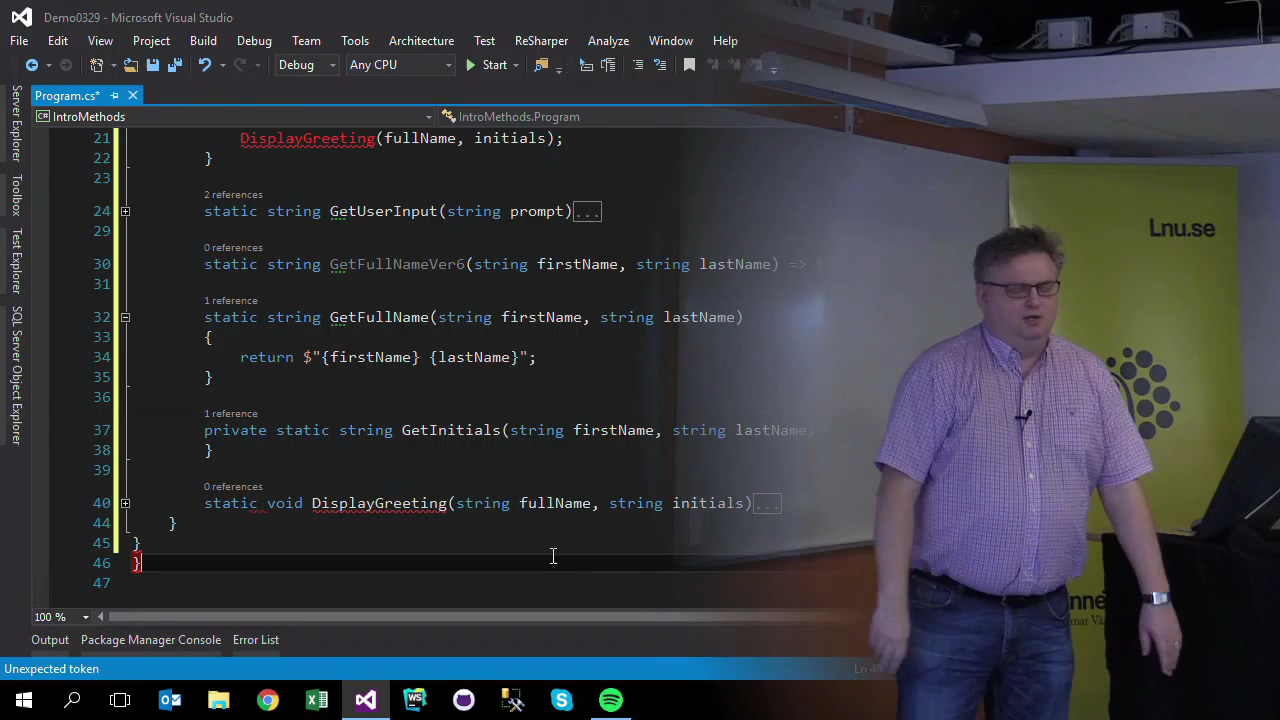 Demo0329 - Microsoft Visual Studio
File Edit View Project Build Debug Team Tools Architecture Test ReSharper Analyze Window Help
Debug Any CPU Start
Program.cs*
IntroMethods IntroMethods.Program
Server Explorer
Toolbox
Test Explorer
SQL Server Object Explorer
21 DisplayGreeting(fullName, initials);
22 }
23
2 references
24 static string GetUserInput(string prompt)...
29
0 references
30 static string GetFullNameVer6(string firstName, string lastName) => $
31
1 reference
32 static string GetFullName(string firstName, string lastName)
33 {
34 return $"{firstName} {lastName}";
35 }
36
1 reference
37 private static string GetInitials(string firstName, string lastName)
38 }
39
0 references
40 static void DisplayGreeting(string fullName, string initials)...
44 }
45 }
46 }
47
100 %
Output Package Manager Console Error List
Unexpected token Ln 46
Lnu.se